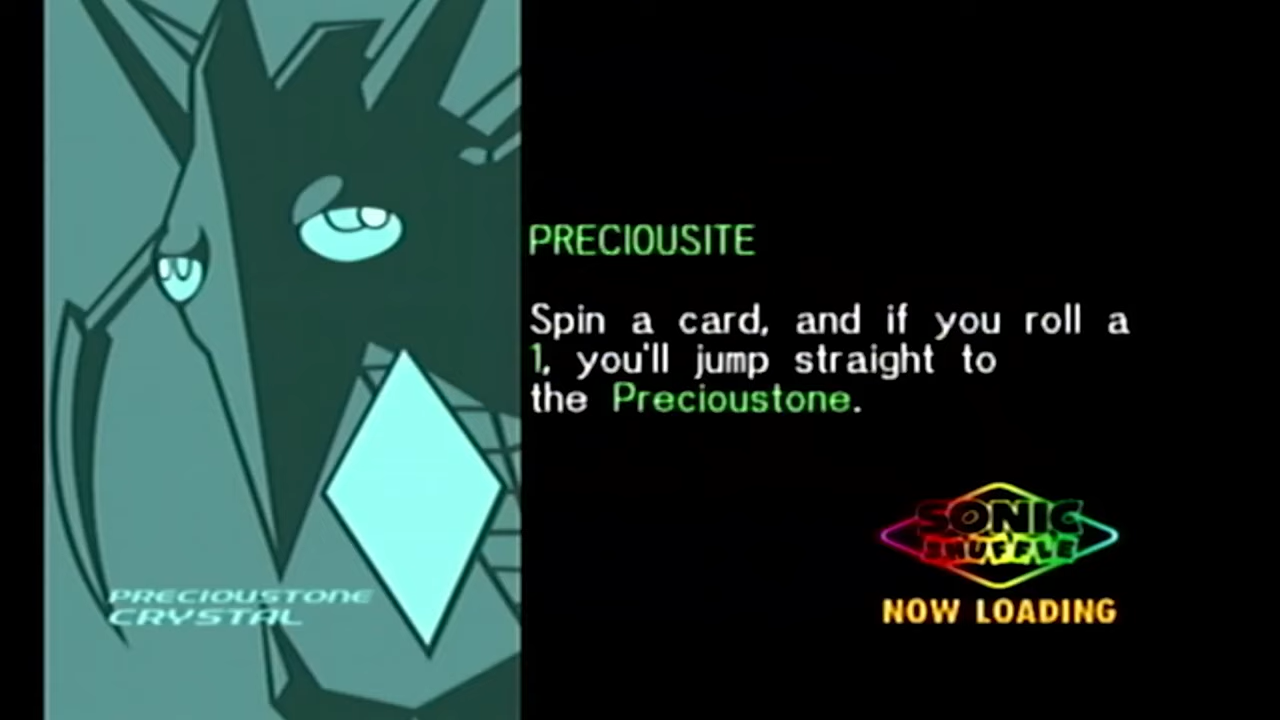 PRECIOUSITE
Spin a card, and if you roll a
1, you'll jump straight to
the Precioustone.
PRECIOUSTONE
CRYSTAL
SONIC
SHUFFLE
NOW LOADING